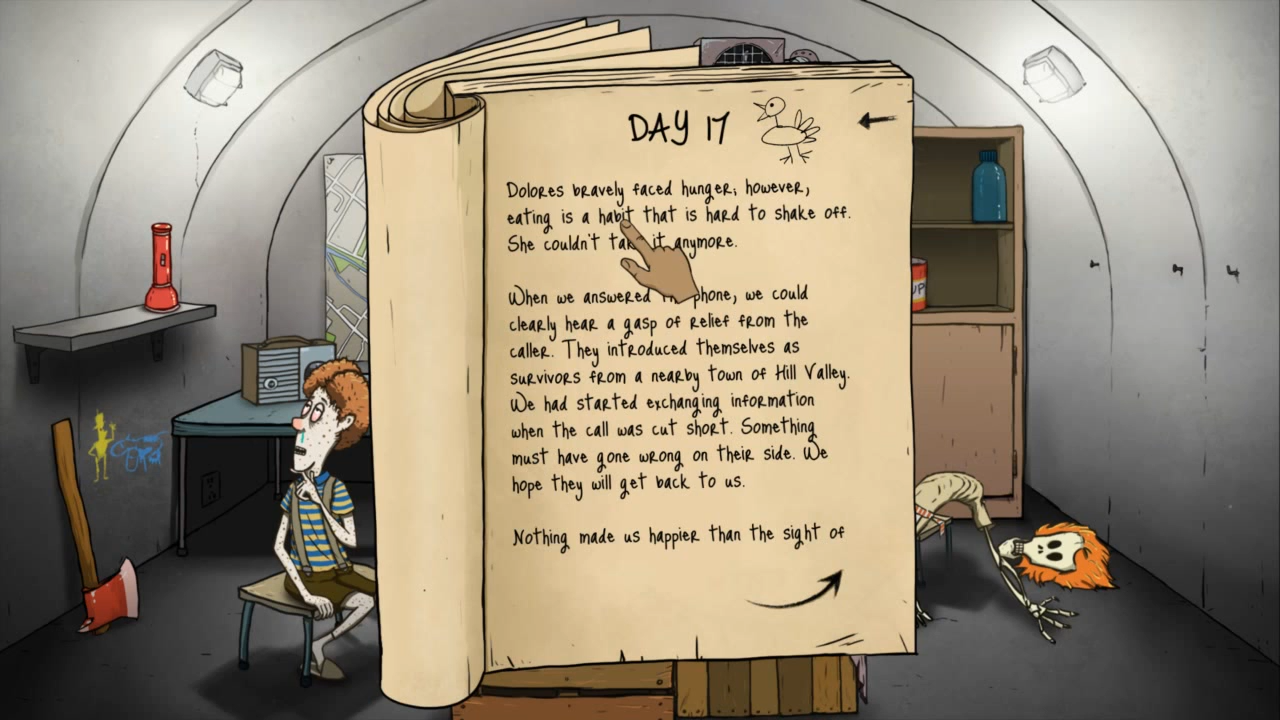 DAY 17
Dolores bravely faced hunger; however,
eating is a habit that is hard to shake off.
She couldn't it anymore.
When we answered phone, we could
clearly hear a gasp of relief from the
caller. They introduced themselves as
survivors from a nearby town of Hill Valley.
We had started exchanging information
when the call was cut short. Something
must have gone wrong on their side. We
hope they will get back to us.
Nothing made us happier than the sight of